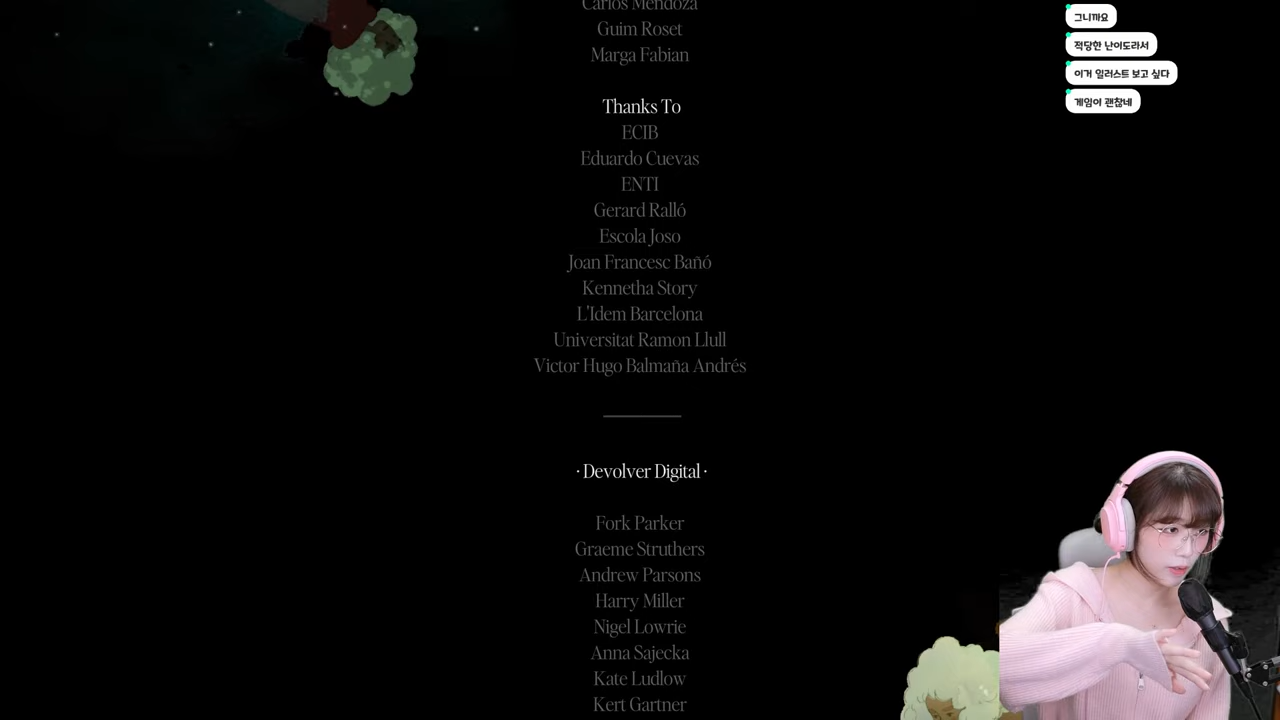 Carlos Mendoza
Guim Roset
Marga Fabian
Thanks To
ECIB
Eduardo Cuevas
ENTI
Gerard Ralló
Escola Joso
Joan Francesc Bañó
Kennetha Story
L'Idem Barcelona
Universitat Ramon Llull
Victor Hugo Balmaña Andrés
· Devolver Digital ·
Fork Parker
Graeme Struthers
Andrew Parsons
Harry Miller
Nigel Lowrie
Anna Sajecka
Kate Ludlow
Kert Gartner
그니까요
적당한 난이도라서
이거 일러스트 보고 싶다
게임이 괜찮네